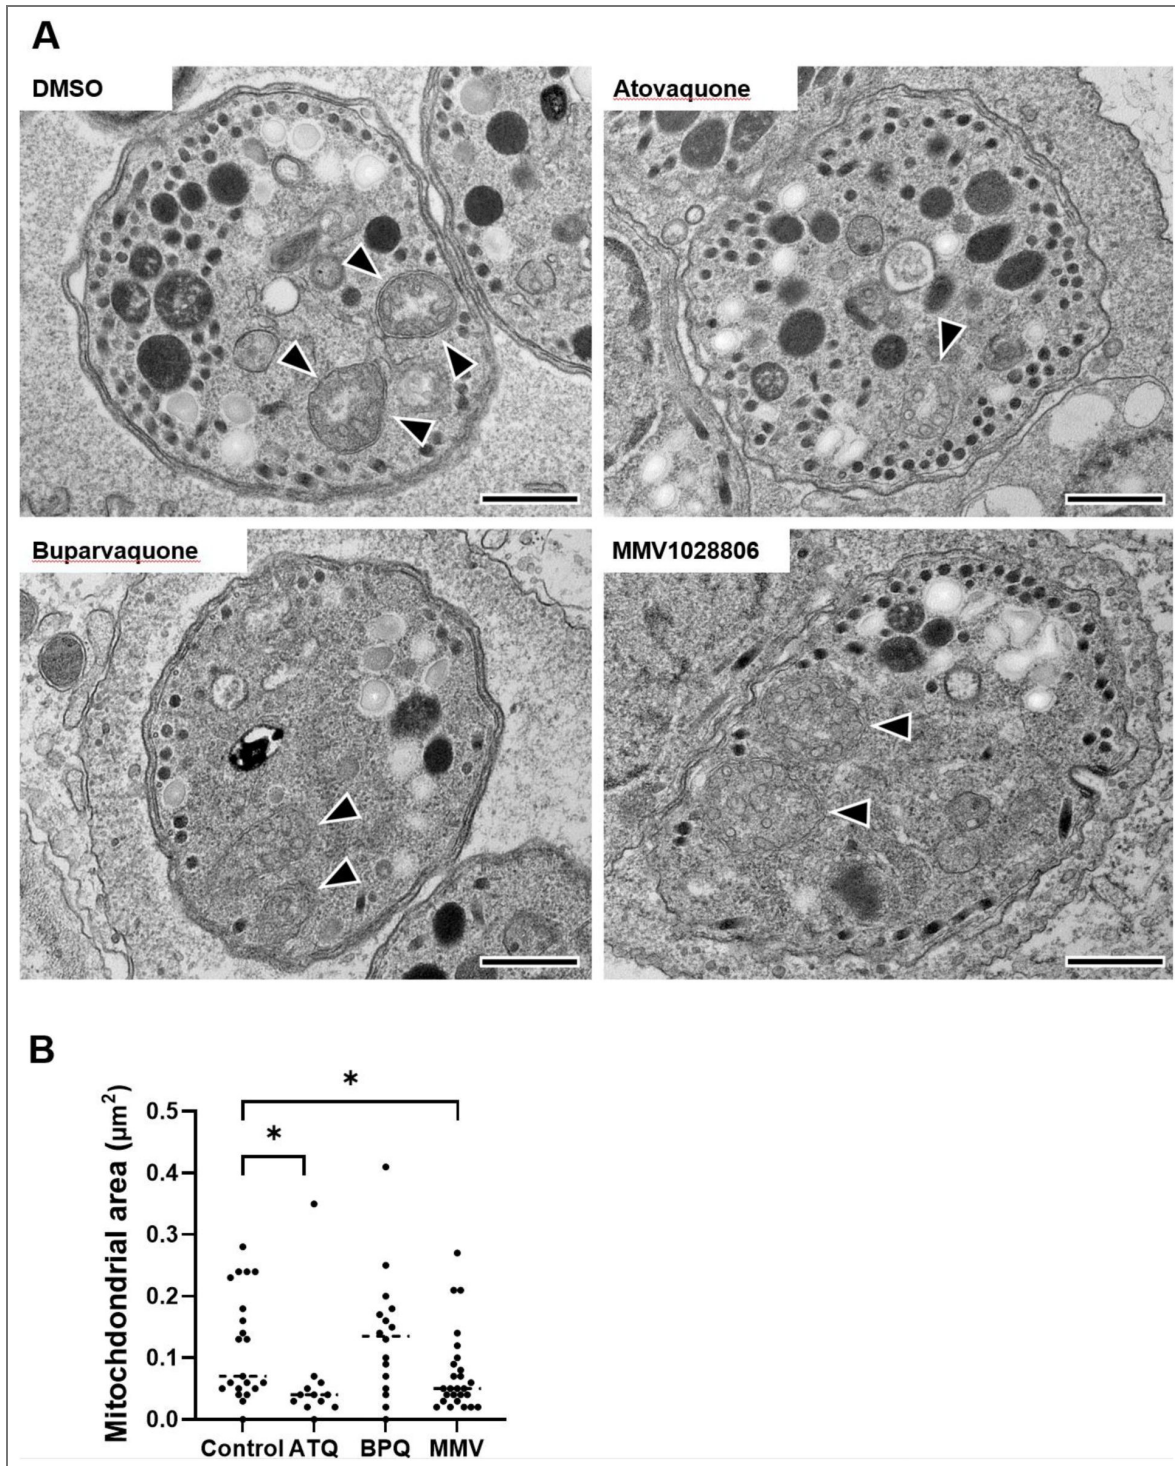 A
DMSO
Atovaquone
Buparvaquone
MMV1028806
B
*
*
Mitochdondrial area (µm²)
0.5
0.4
0.3
0.2
0.1
0.0
Control ATQ BPQ MMV